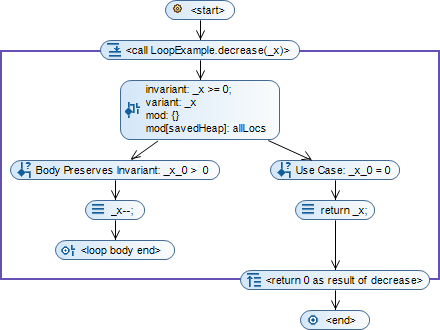 <start>
<call LoopExample.decrease(_x)>
invariant: _x >= 0;
variant: _x
mod: {}
mod[savedHeap]: allLocs
Body Preserves Invariant: _x_0 > 0
Use Case: _x_0 = 0
_x--;
return _x;
<loop body end>
<return 0 as result of decrease>
<end>